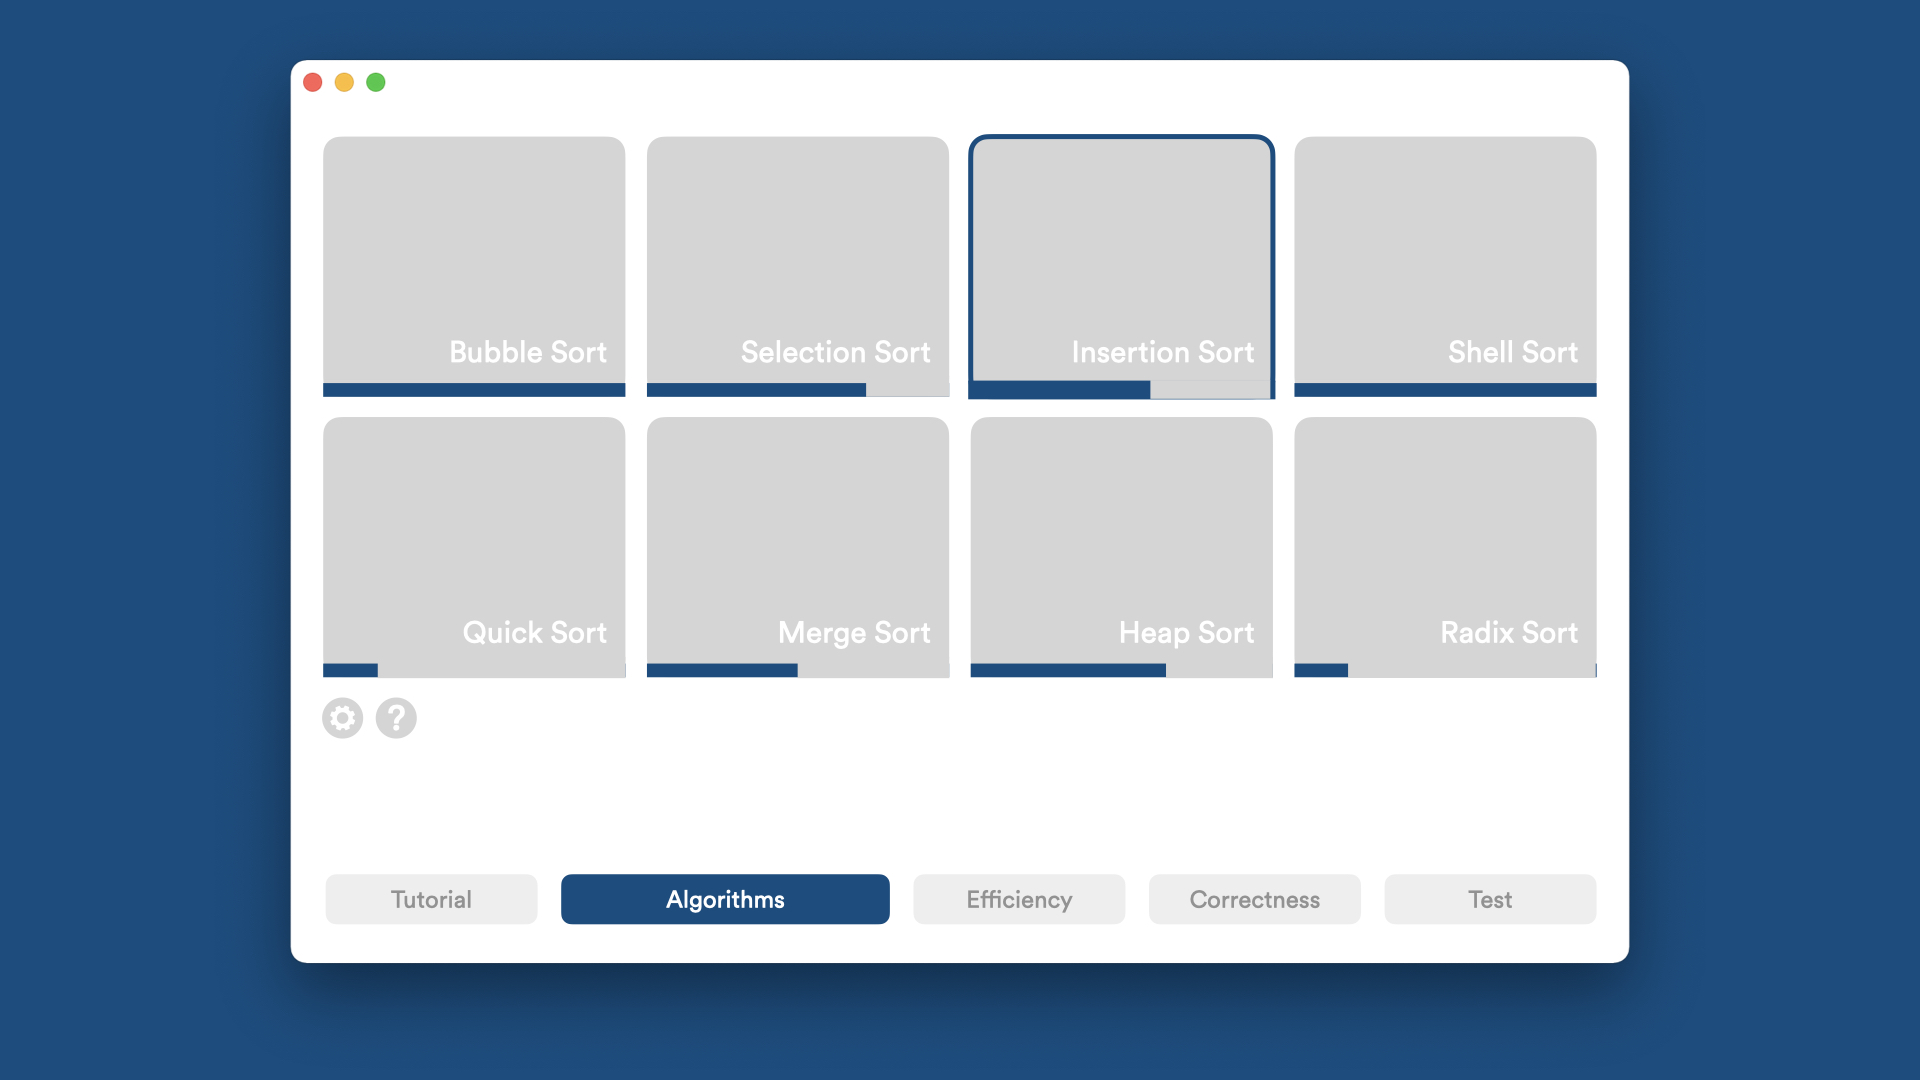 Bubble Sort
Selection Sort
Insertion Sort
Shell Sort
Quick Sort
Merge Sort
Heap Sort
Radix Sort
?
Tutorial
Algorithms
Efficiency
Correctness
Test